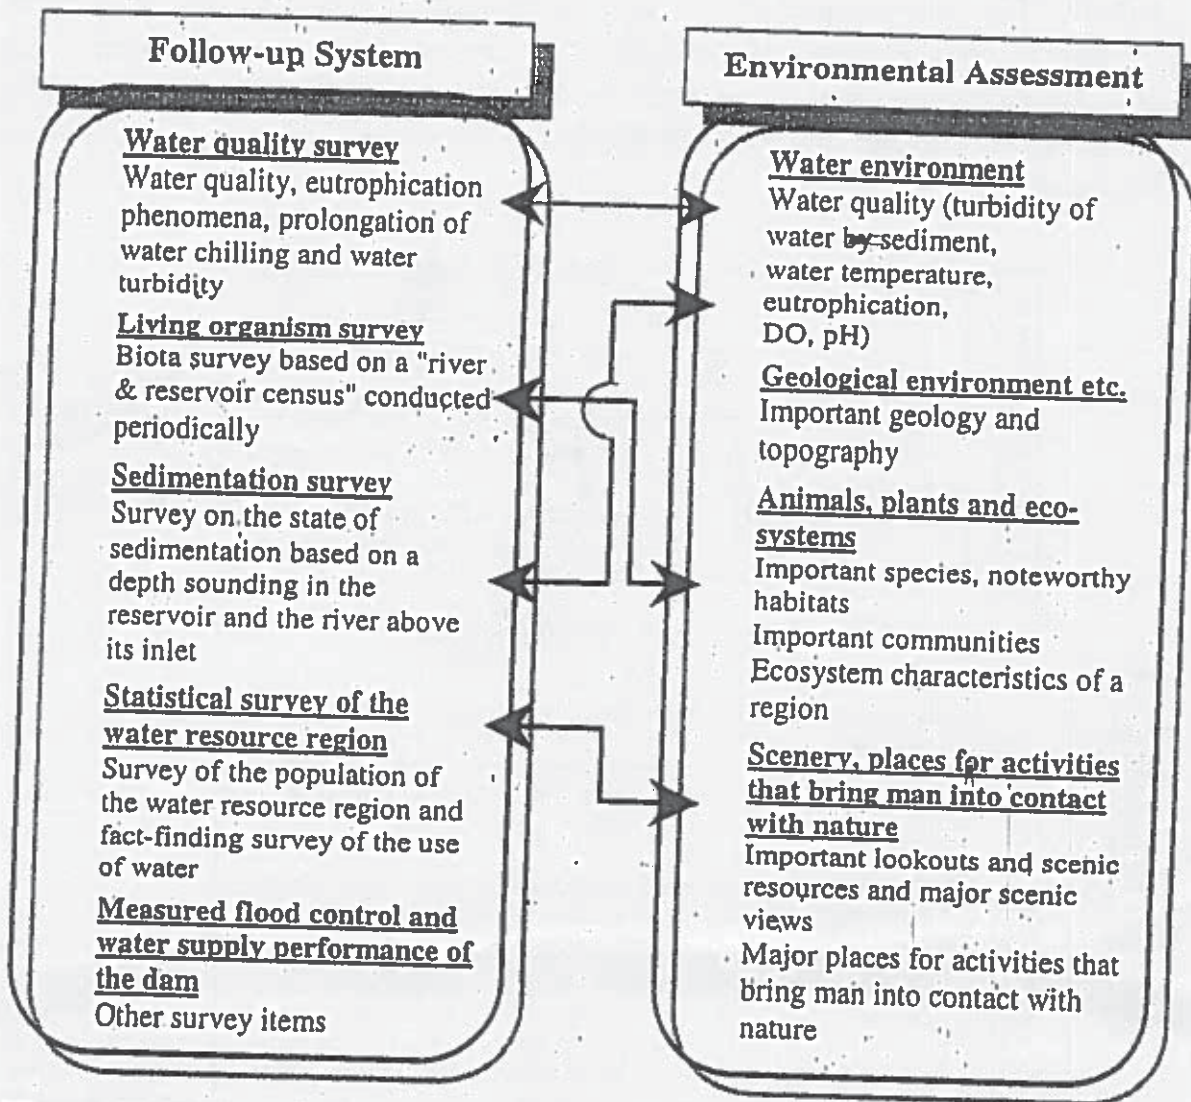 Follow-up System
Water quality survey
Water quality, eutrophication
phenomena, prolongation of
water chilling and water
turbidity
Living organism survey
Biota survey based on a "river
& reservoir census" conducted
periodically
Sedimentation survey
Survey on the state of
sedimentation based on a
depth sounding in the
reservoir and the river above
its inlet
Statistical survey of the
water resource region
Survey of the population of
the water resource region and
fact-finding survey of the use
of water
Measured flood control and
water supply performance of
the dam
Other survey items
Environmental Assessment
Water environment
Water quality (turbidity of
water by sediment,
water temperature,
eutrophication,
DO, pH)
Geological environment etc.
Important geology and
topography
Animals, plants and eco-
systems
Important species, noteworthy
habitats
Important communities
Ecosystem characteristics of a
region
Scenery, places for activities
that bring man into contact
with nature
Important lookouts and scenic
resources and major scenic
views
Major places for activities that
bring man into contact with
nature